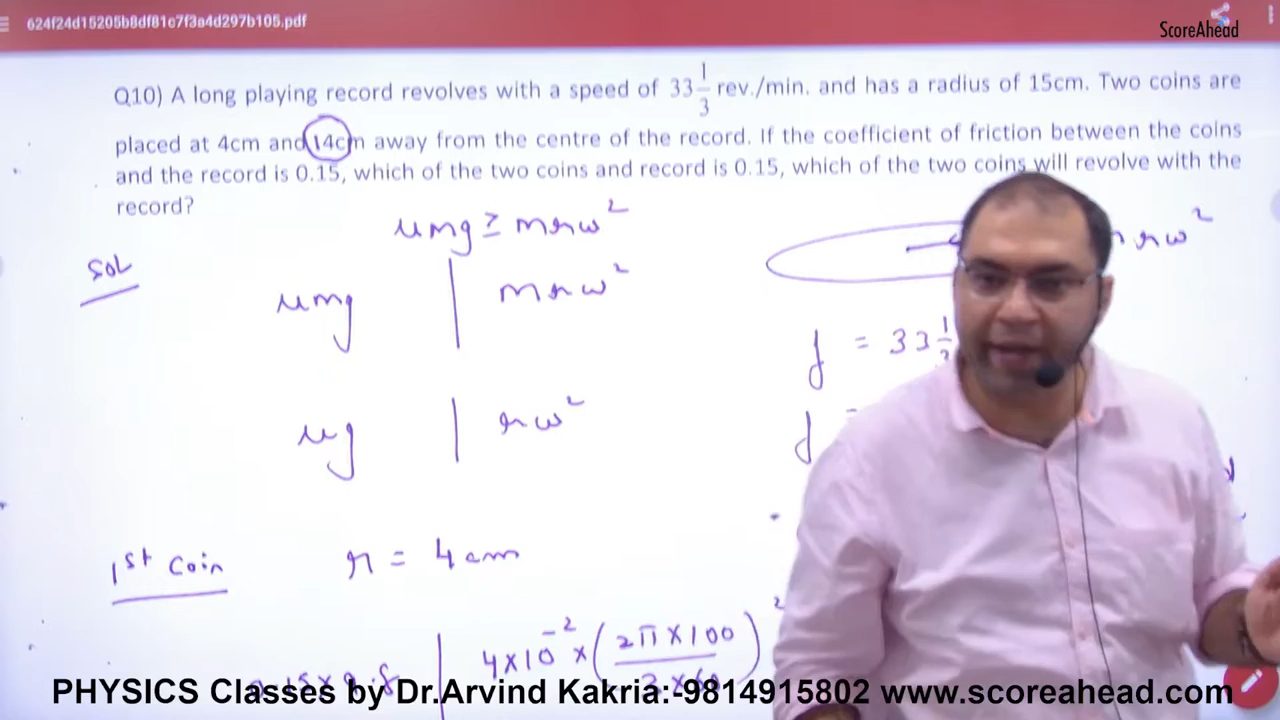 624f24d15205b8df81c7f3a4d297b105.pdf
ScoreAhead
Q10) A long playing record revolves with a speed of 33 1/3 rev./min. and has a radius of 15cm. Two coins are
placed at 4cm and 14cm away from the centre of the record. If the coefficient of friction between the coins
and the record is 0.15, which of the two coins and record is 0.15, which of the two coins will revolve with the
record?
μmg ≥ mrω²
Sol
μmg | mrω²
rω²
f = 33 1/
μg | rω²
f
1st Coin r = 4cm
4×10⁻² × (2π×100
PHYSICS Classes by Dr.Arvind Kakria:-9814915802 www.scoreahead.com